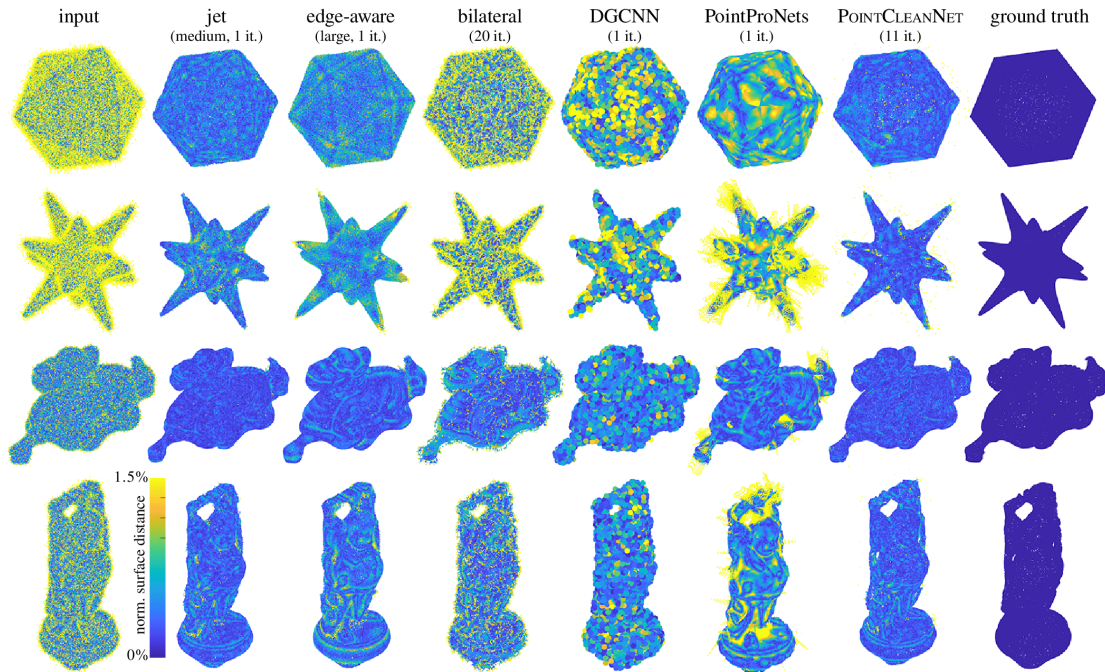 input jet edge-aware bilateral DGCNN PointProNets POINTCLEANNET ground truth
(medium, 1 it.) (large, 1 it.) (20 it.) (1 it.) (1 it.) (11 it.)
1.5%
norm. surface distance
0%